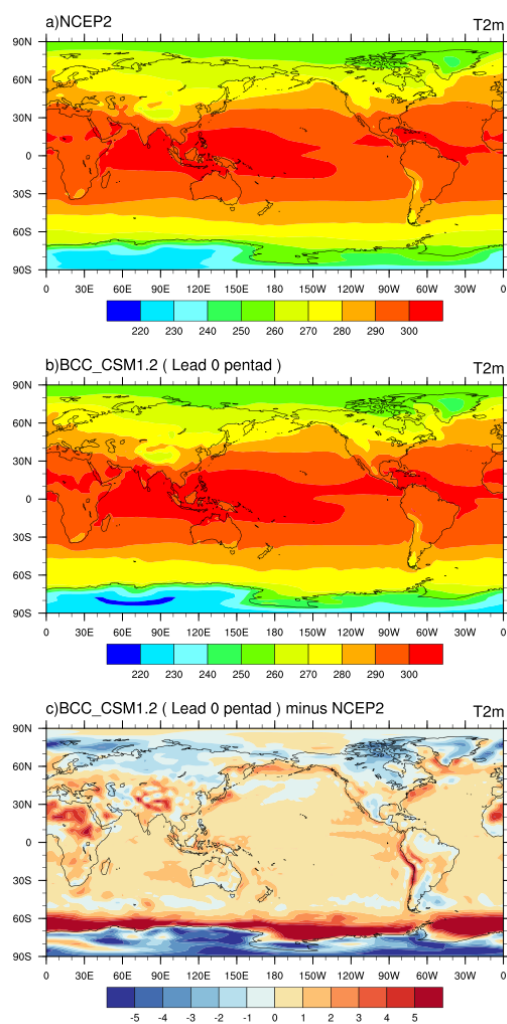 a)NCEP2 T2m
90N
60N
30N
0
30S
60S
90S
0 30E 60E 90E 120E 150E 180 150W 120W 90W 60W 30W 0
220 230 240 250 260 270 280 290 300
b)BCC_CSM1.2 ( Lead 0 pentad ) T2m
90N
60N
30N
0
30S
60S
90S
0 30E 60E 90E 120E 150E 180 150W 120W 90W 60W 30W 0
220 230 240 250 260 270 280 290 300
c)BCC_CSM1.2 ( Lead 0 pentad ) minus NCEP2 T2m
90N
60N
30N
0
30S
60S
90S
0 30E 60E 90E 120E 150E 180 150W 120W 90W 60W 30W 0
-5 -4 -3 -2 -1 0 1 2 3 4 5